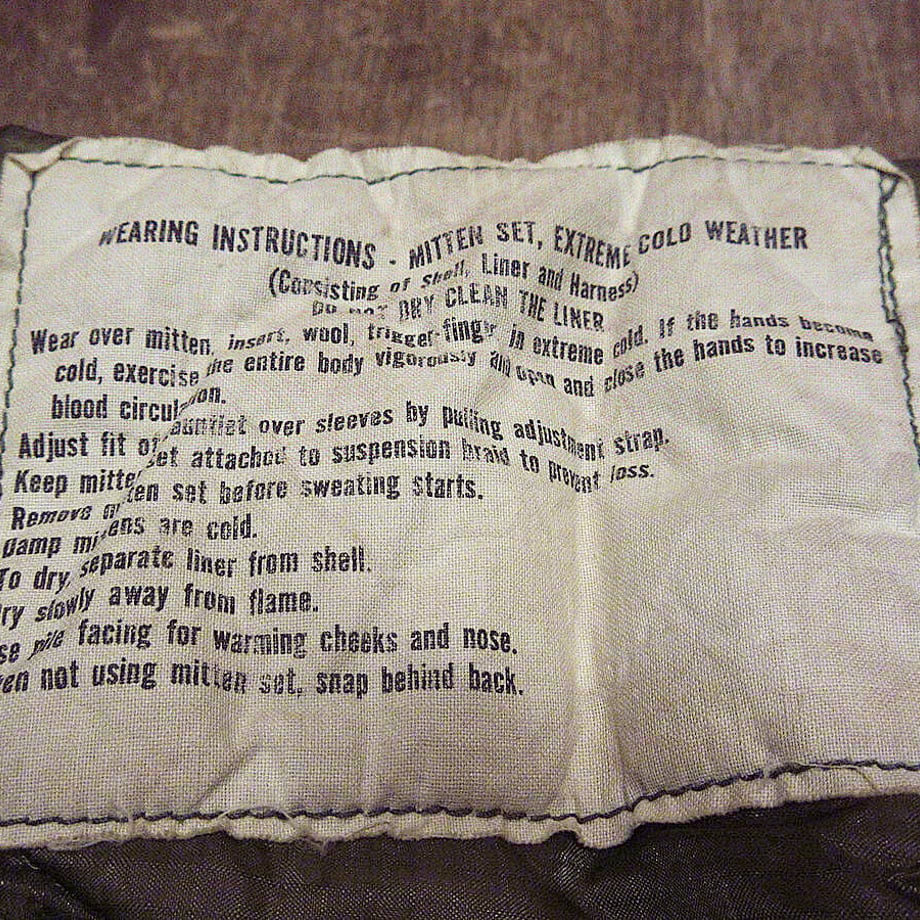 WEARING INSTRUCTIONS - MITTEN SET, EXTREME COLD WEATHER
(Consisting of Shell, Liner and Harness)
DO NOT DRY CLEAN THE LINER
Wear over mitten, insert, wool, trigger-finger in extreme cold. If the hands become
cold, exercise the entire body vigorously and open and close the hands to increase
blood circulation.
Adjust fit of gauntlet over sleeves by pulling adjustment strap.
Keep mitten set attached to suspension braid to prevent loss.
Remove mitten set before sweating starts.
Damp mittens are cold.
To dry, separate liner from shell.
ry slowly away from flame.
se pile facing for warming cheeks and nose.
en not using mitten set, snap behind back.